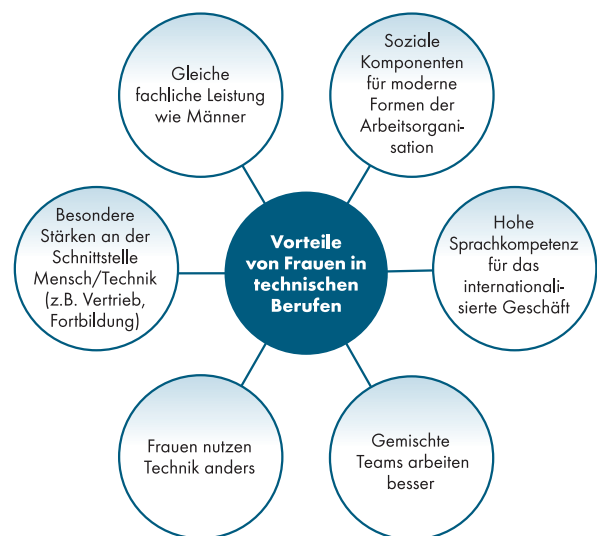 Gleiche
fachliche Leistung
wie Männer
Soziale
Komponenten
für moderne
Formen der
Arbeitsorgani-
sation
Besondere
Stärken an der
Schnittstelle
Mensch/Technik
(z.B. Vertrieb,
Fortbildung)
Vorteile
von Frauen in
technischen
Berufen
Hohe
Sprachkompetenz
für das
internationali-
sierte Geschäft
Frauen nutzen
Technik anders
Gemischte
Teams arbeiten
besser